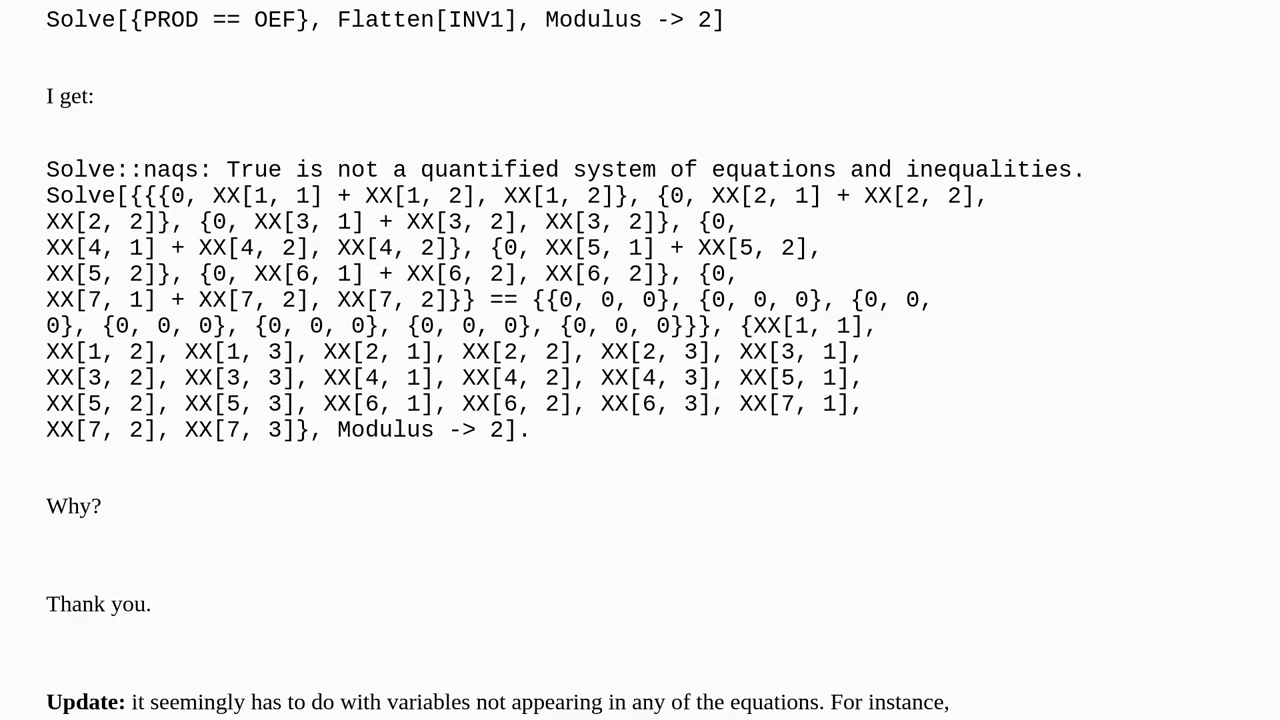 Solve[{PROD == OEF}, Flatten[INV1], Modulus -> 2]
I get:
Solve::naqs: True is not a quantified system of equations and inequalities.
Solve[{{{0, XX[1, 1] + XX[1, 2], XX[1, 2]}, {0, XX[2, 1] + XX[2, 2],
XX[2, 2]}, {0, XX[3, 1] + XX[3, 2], XX[3, 2]}, {0,
XX[4, 1] + XX[4, 2], XX[4, 2]}, {0, XX[5, 1] + XX[5, 2],
XX[5, 2]}, {0, XX[6, 1] + XX[6, 2], XX[6, 2]}, {0,
XX[7, 1] + XX[7, 2], XX[7, 2]}} == {{0, 0, 0}, {0, 0, 0}, {0, 0,
0}, {0, 0, 0}, {0, 0, 0}, {0, 0, 0}, {0, 0, 0}}}, {XX[1, 1],
XX[1, 2], XX[1, 3], XX[2, 1], XX[2, 2], XX[2, 3], XX[3, 1],
XX[3, 2], XX[3, 3], XX[4, 1], XX[4, 2], XX[4, 3], XX[5, 1],
XX[5, 2], XX[5, 3], XX[6, 1], XX[6, 2], XX[6, 3], XX[7, 1],
XX[7, 2], XX[7, 3]}, Modulus -> 2].
Why?
Thank you.
Update: it seemingly has to do with variables not appearing in any of the equations. For instance,